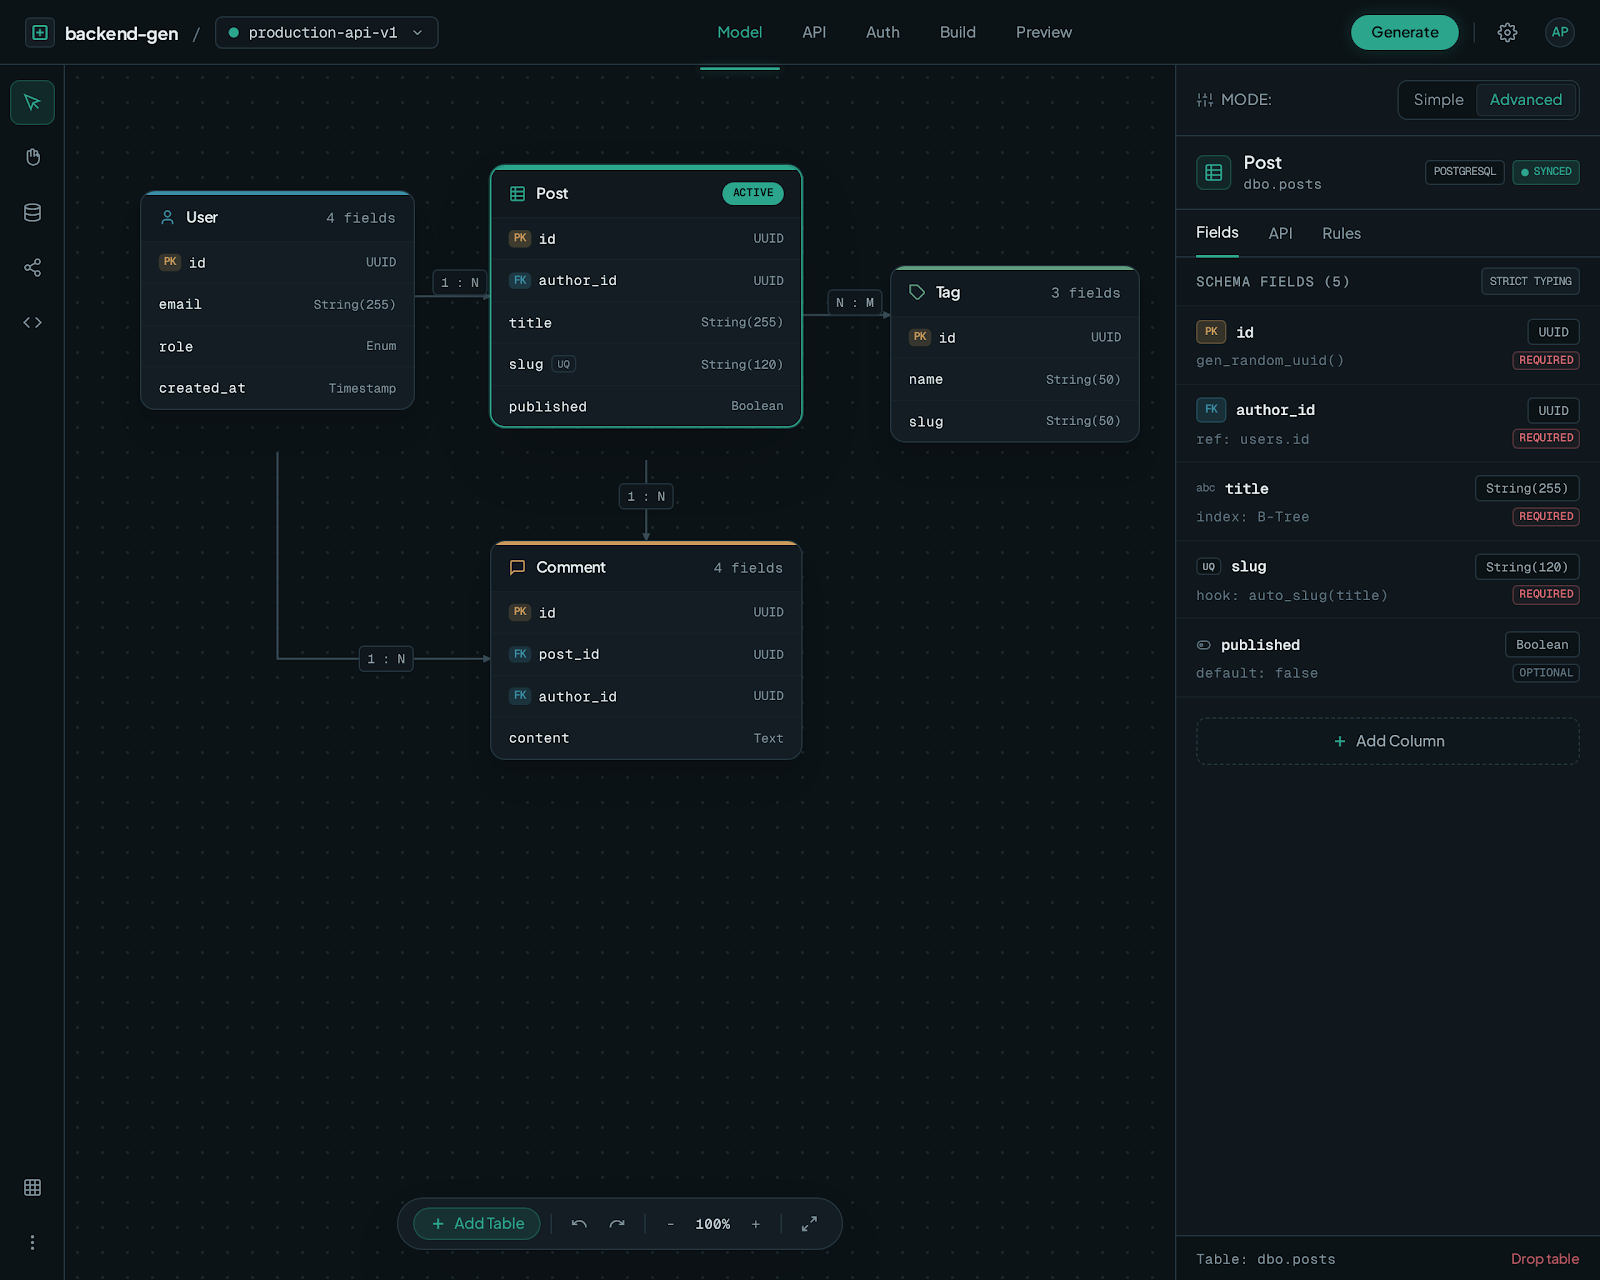 backend-gen / production-api-v1
Model API Auth Build Preview
Generate AP
User 4 fields
PK id UUID
email String(255)
role Enum
created_at Timestamp
1 : N
Post ACTIVE
PK id UUID
FK author_id UUID
title String(255)
slug UQ String(120)
published Boolean
N : M
Tag 3 fields
PK id UUID
name String(50)
slug String(50)
1 : N
Comment 4 fields
PK id UUID
FK post_id UUID
FK author_id UUID
content Text
1 : N
+ Add Table - 100% +
MODE: Simple Advanced
Post
dbo.posts
POSTGRESQL SYNCED
Fields API Rules
SCHEMA FIELDS (5) STRICT TYPING
PK id UUID
gen_random_uuid() REQUIRED
FK author_id UUID
ref: users.id REQUIRED
abc title String(255)
index: B-Tree REQUIRED
UQ slug String(120)
hook: auto_slug(title) REQUIRED
published Boolean
default: false OPTIONAL
+ Add Column
Table: dbo.posts Drop table